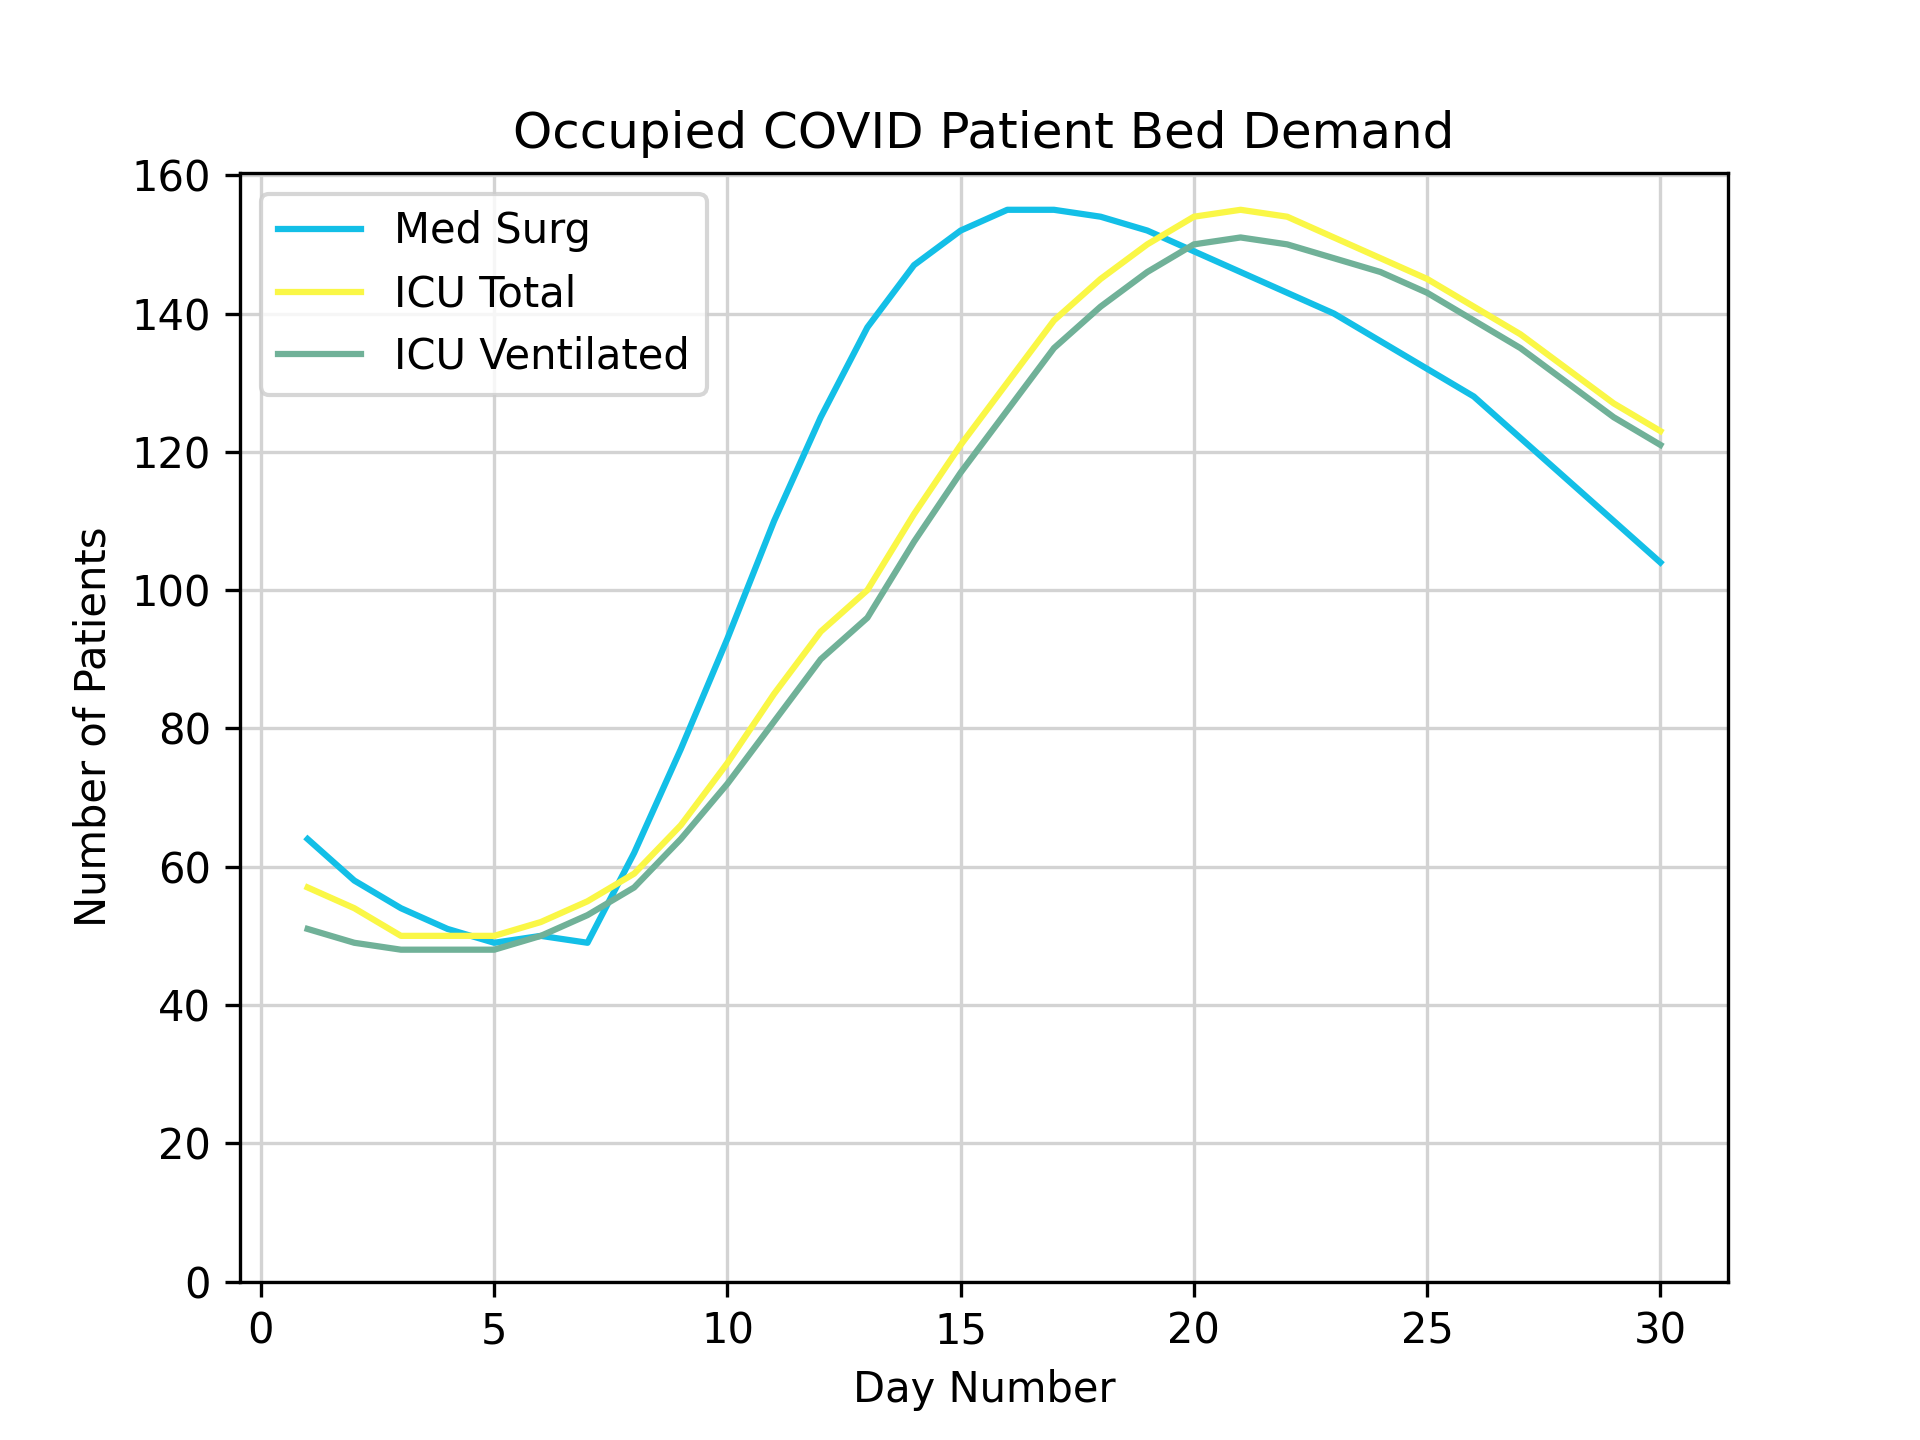 Occupied COVID Patient Bed Demand
Med Surg
ICU Total
ICU Ventilated
Number of Patients
160
140
120
100
80
60
40
20
0
0 5 10 15 20 25 30
Day Number